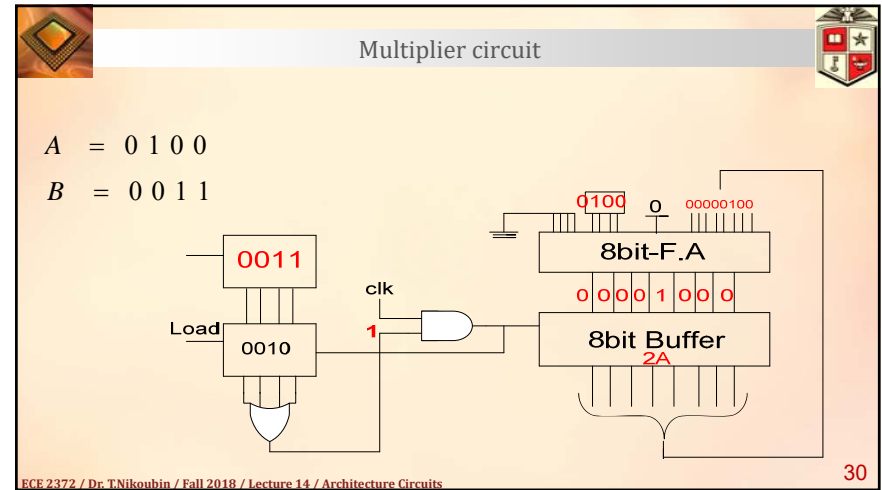 Multiplier circuit
A = 0 1 0 0
B = 0 0 1 1
0100 0 00000100
8bit-F.A
0011
clk
0 0 0 0 1 0 0 0
Load
1
0010
8bit Buffer
2A
ECE 2372 / Dr. T.Nikoubin / Fall 2018 / Lecture 14 / Architecture Circuits
30